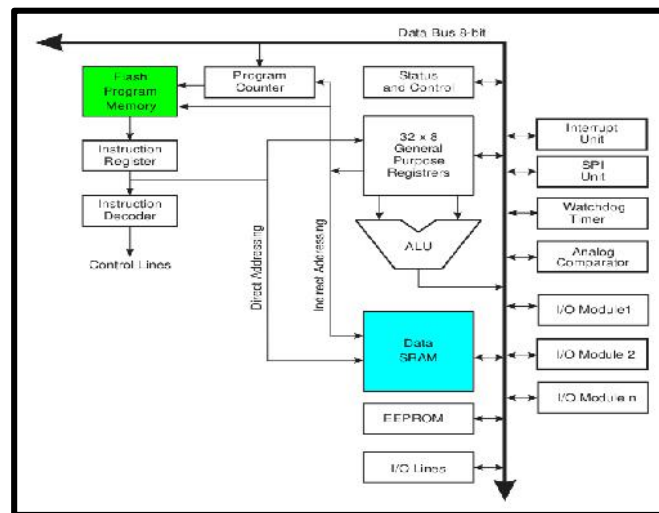 Data Bus 8-bit
Flash
Program
Memory
Program
Counter
Status
and Control
Instruction
Register
32 x 8
General
Purpose
Registrers
Interrupt
Unit
SPI
Unit
Instruction
Decoder
Watchdog
Timer
ALU
Analog
Comparator
Control Lines
Direct Addressing
Indirect Addressing
I/O Module1
Data
SRAM
I/O Module 2
I/O Module n
EEPROM
I/O Lines